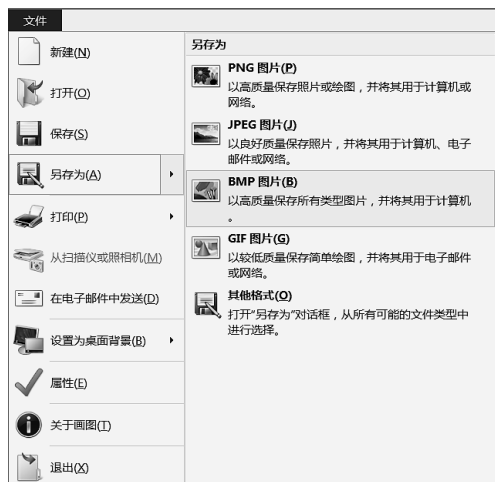 文件
新建(N)
打开(O)
保存(S)
另存为(A)
打印(P)
从扫描仪或照相机(M)
在电子邮件中发送(D)
设置为桌面背景(B)
属性(E)
关于画图(T)
退出(X)
另存为
PNG 图片(P)
以高质量保存照片或绘图，并将其用于计算机或
网络。
JPEG 图片(J)
以良好质量保存照片，并将其用于计算机、电子
邮件或网络。
BMP 图片(B)
以高质量保存所有类型图片，并将其用于计算机
。
GIF 图片(G)
以较低质量保存简单绘图，并将其用于电子邮件
或网络。
其他格式(O)
打开“另存为”对话框，从所有可能的文件类型中
进行选择。